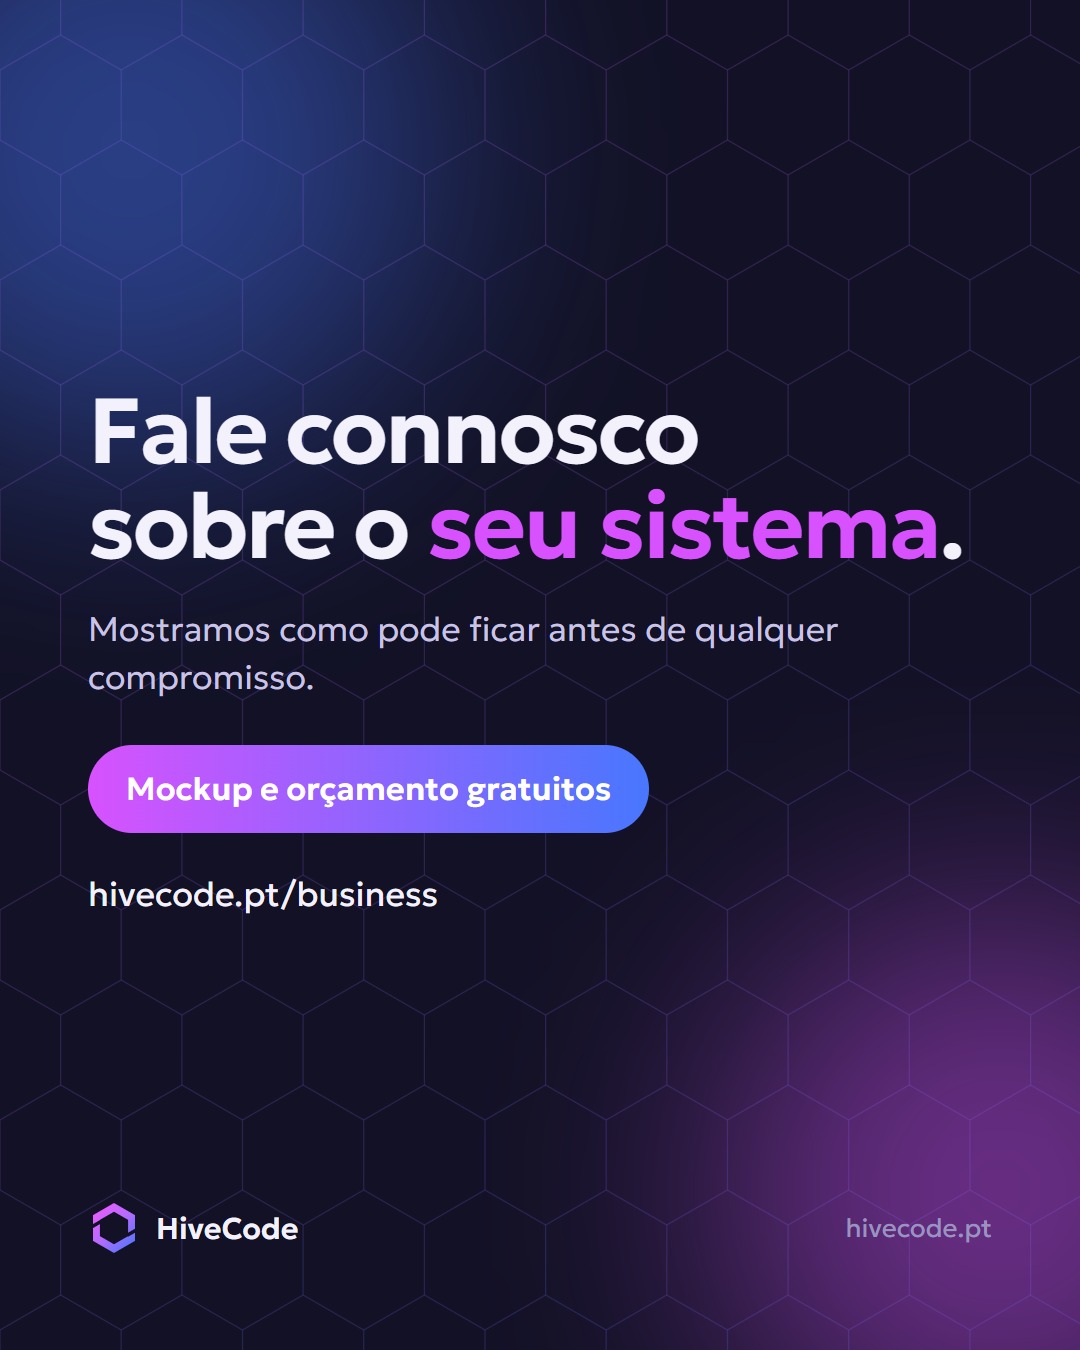 Fale connosco
sobre o seu sistema.
Mostramos como pode ficar antes de qualquer
compromisso.
Mockup e orçamento gratuitos
hivecode.pt/business
HiveCode
hivecode.pt